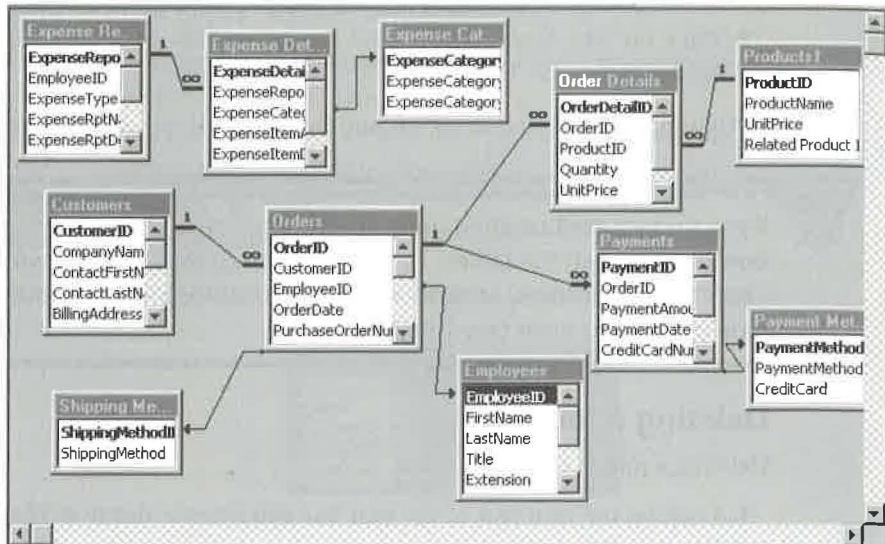 Expense Re...
ExpenseRepo
EmployeeID
ExpenseType
ExpenseRptN
ExpenseRptD
1
∞
Expense Det...
ExpenseDetai
ExpenseRepo
ExpenseCateg
ExpenseItemA
ExpenseItemD
Expense Cat...
ExpenseCategory
ExpenseCategory
ExpenseCategory
Order Details
OrderDetailID
OrderID
ProductID
Quantity
UnitPrice
∞
∞
1
Products1
ProductID
ProductName
UnitPrice
Related Product I
Customers
CustomerID
CompanyNam
ContactFirstN
ContactLastN
BillingAddress
1
∞
Orders
OrderID
CustomerID
EmployeeID
OrderDate
PurchaseOrderNu
1
∞
Payments
PaymentID
OrderID
PaymentAmou
PaymentDate
CreditCardNu
Payment Met...
PaymentMethod
PaymentMethod
CreditCard
Shipping Me...
ShippingMethodI
ShippingMethod
Employees
EmployeeID
FirstName
LastName
Title
Extension